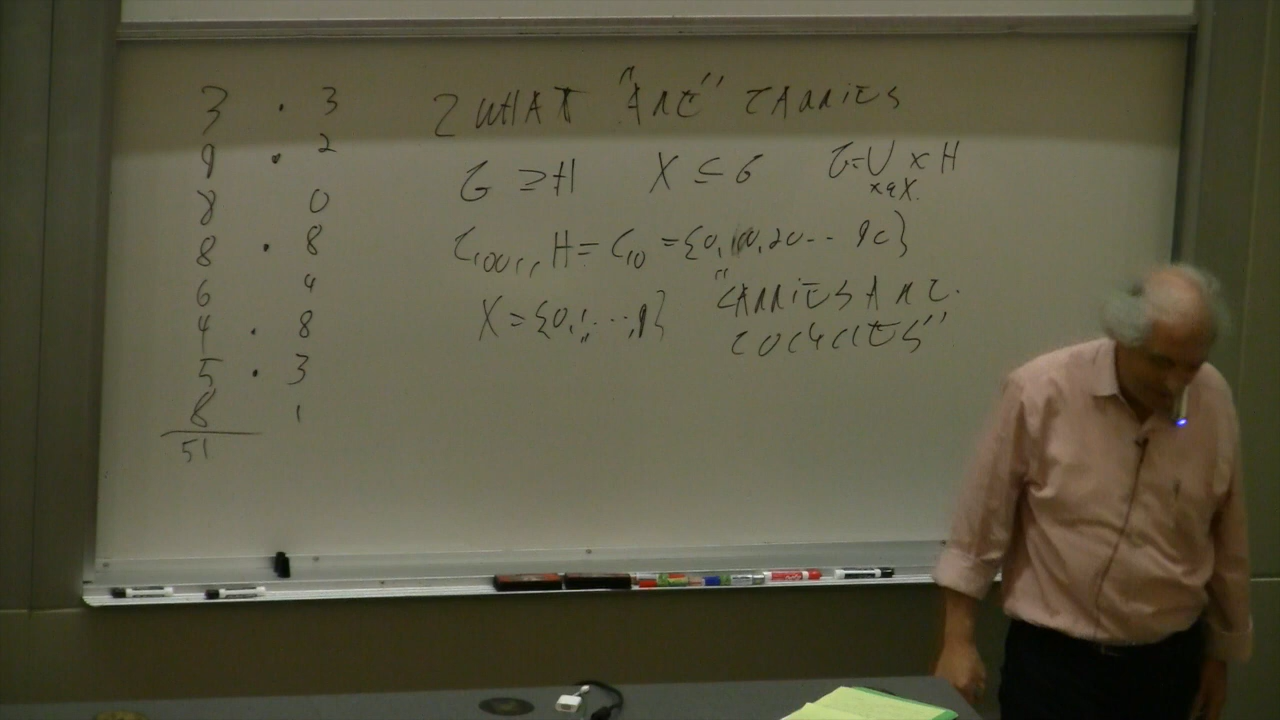 3 . 3
9 . 2
8 0
8 . 8
6 4
4 . 8
5 . 3
8 1
51
2 WHAT "ARE" CARRIES
G ≥ H X ⊆ G G = U x H
x ∈ X.
C100, H = C10 = {0, 10, 20 ... 90}
X = {0, 1, ..., 9} "CARRIES ARE
COCYCLES"